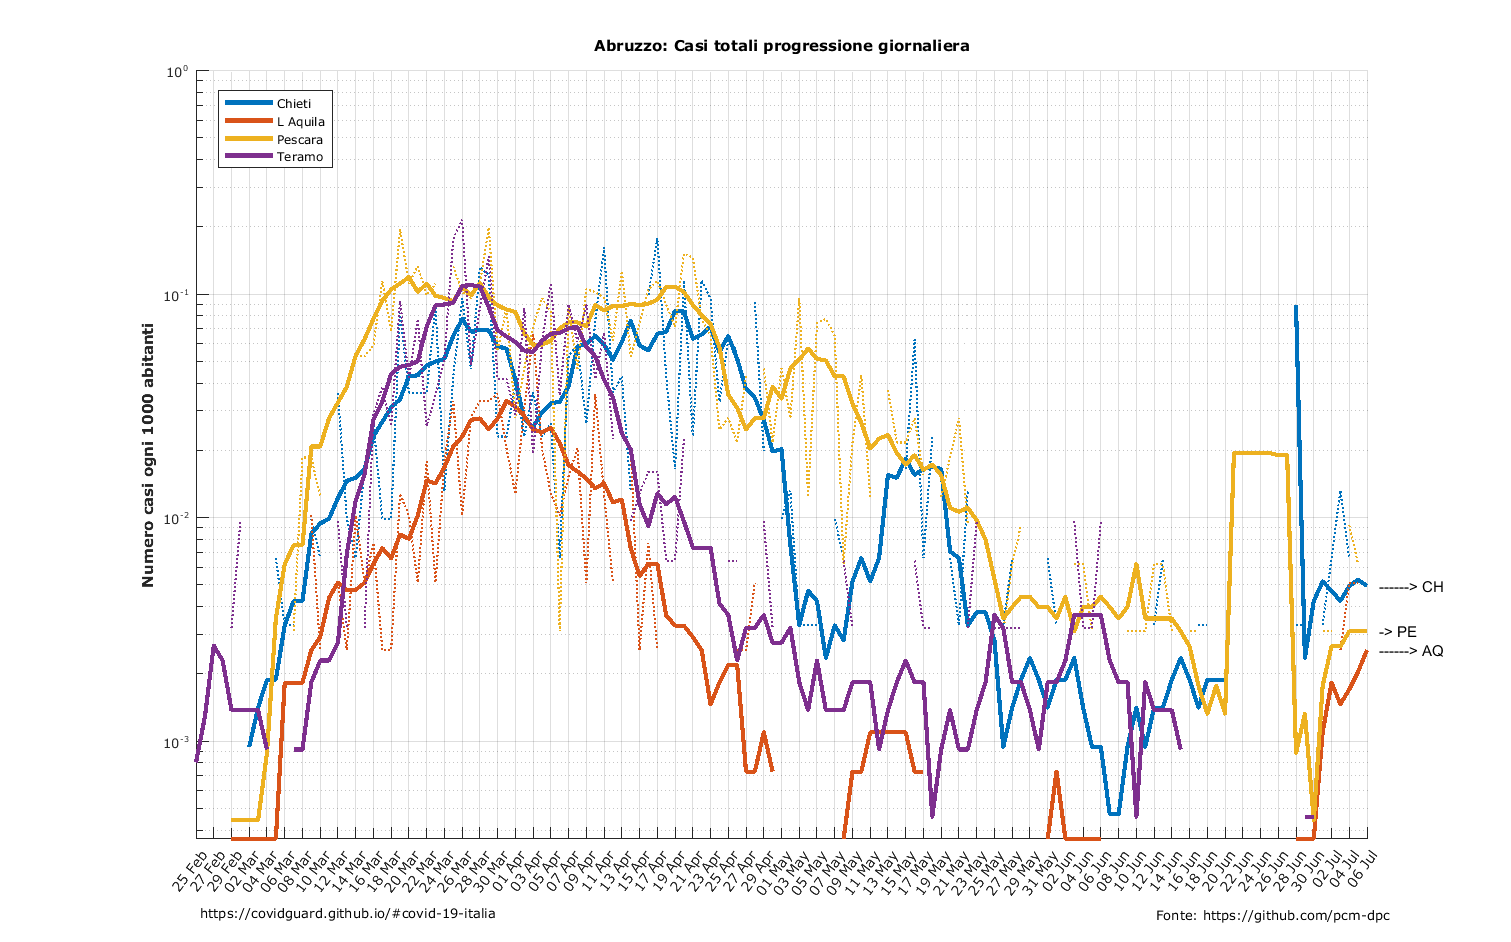 Abruzzo: Casi totali progressione giornaliera
10^0
10^-1
10^-2
10^-3
Numero casi ogni 1000 abitanti
Chieti
L Aquila
Pescara
Teramo
------> CH
-> PE
------> AQ
25 Feb
27 Feb
29 Feb
02 Mar
04 Mar
06 Mar
08 Mar
10 Mar
12 Mar
14 Mar
16 Mar
18 Mar
20 Mar
22 Mar
24 Mar
26 Mar
28 Mar
30 Mar
01 Apr
03 Apr
05 Apr
07 Apr
09 Apr
11 Apr
13 Apr
15 Apr
17 Apr
19 Apr
21 Apr
23 Apr
25 Apr
27 Apr
29 Apr
01 May
03 May
05 May
07 May
09 May
11 May
13 May
15 May
17 May
19 May
21 May
23 May
25 May
27 May
29 May
31 May
02 Jun
04 Jun
06 Jun
08 Jun
10 Jun
12 Jun
14 Jun
16 Jun
18 Jun
20 Jun
22 Jun
24 Jun
26 Jun
28 Jun
30 Jun
02 Jul
04 Jul
06 Jul
https://covidguard.github.io/#covid-19-italia
Fonte: https://github.com/pcm-dpc